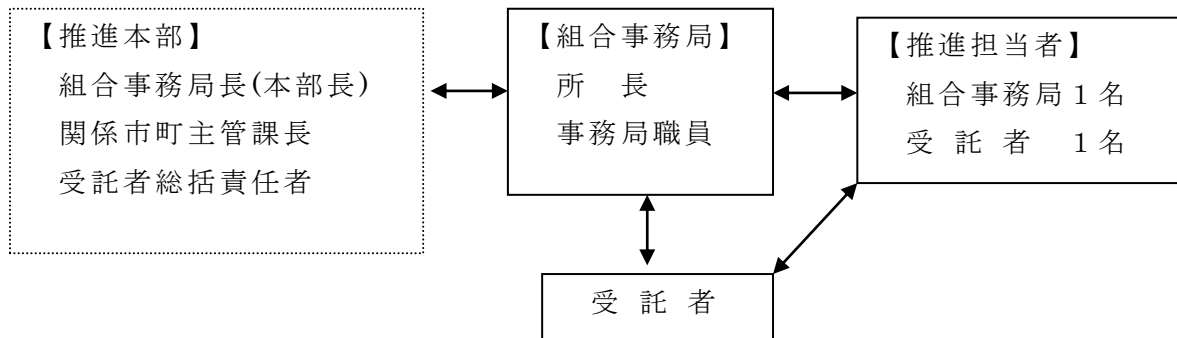 【推進本部】
組合事務局長(本部長)
関係市町主管課長
受託者総括責任者
【組合事務局】
所　長
事務局職員
【推進担当者】
組合事務局１名
受 託 者　１名
受 託 者